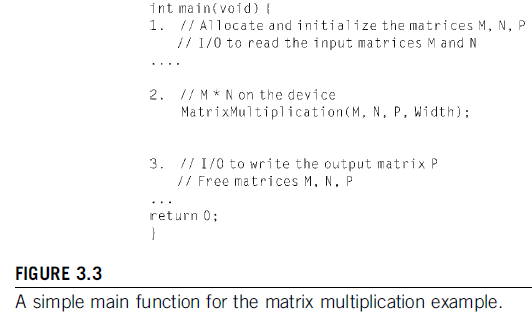 int main(void) {
1. // Allocate and initialize the matrices M, N, P
// I/O to read the input matrices M and N
....
2. // M * N on the device
MatrixMultiplication(M, N, P, Width);
3. // I/O to write the output matrix P
// Free matrices M, N, P
...
return 0;
}
FIGURE 3.3
A simple main function for the matrix multiplication example.